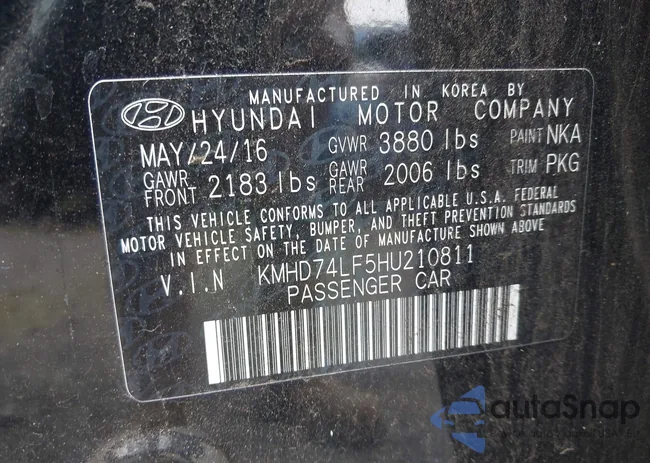 MANUFACTURED IN KOREA BY
HYUNDAI MOTOR COMPANY
MAY/24/16 GVWR 3880 lbs PAINT NKA
GAWR FRONT 2183 lbs GAWR REAR 2006 lbs TRIM PKG
THIS VEHICLE CONFORMS TO ALL APPLICABLE U.S.A. FEDERAL
MOTOR VEHICLE SAFETY, BUMPER, AND THEFT PREVENTION STANDARDS
IN EFFECT ON THE DATE OF MANUFACTURE SHOWN ABOVE
V.I.N KMHD74LF5HU210811
PASSENGER CAR
autoSnap